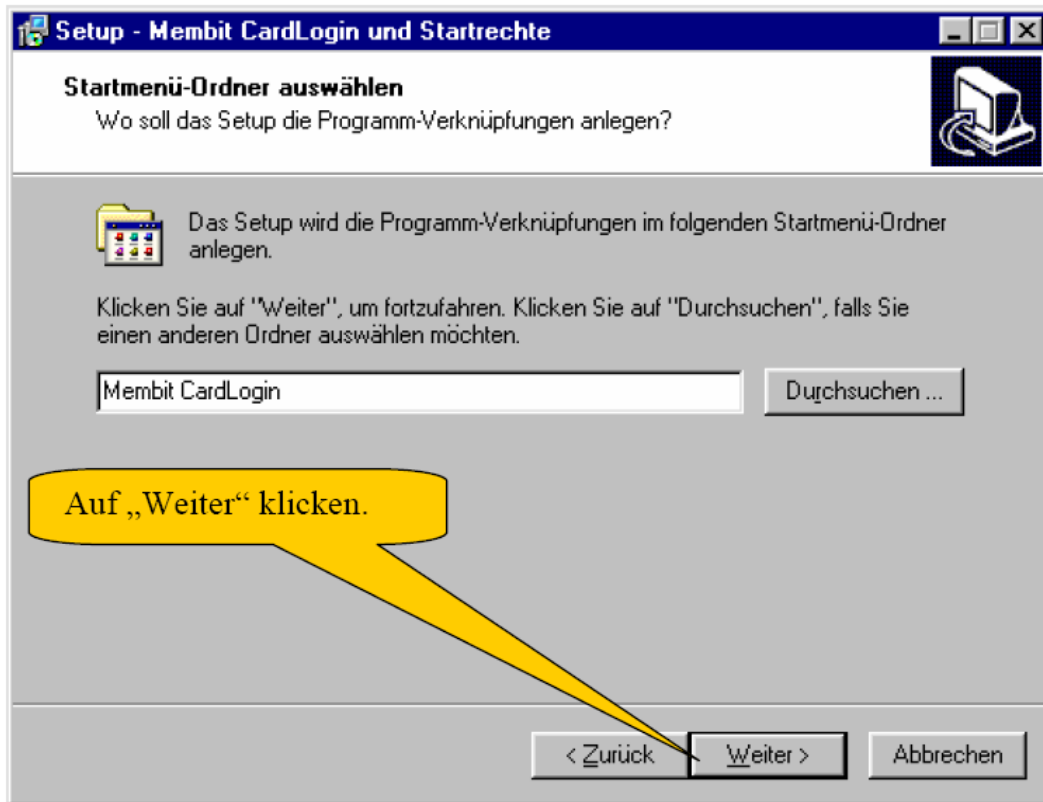 Setup - Membit CardLogin und Startrechte
Startmenü-Ordner auswählen
Wo soll das Setup die Programm-Verknüpfungen anlegen?
Das Setup wird die Programm-Verknüpfungen im folgenden Startmenü-Ordner
anlegen.
Klicken Sie auf "Weiter", um fortzufahren. Klicken Sie auf "Durchsuchen", falls Sie
einen anderen Ordner auswählen möchten.
Membit CardLogin
Durchsuchen ...
Auf „Weiter“ klicken.
< Zurück
Weiter >
Abbrechen